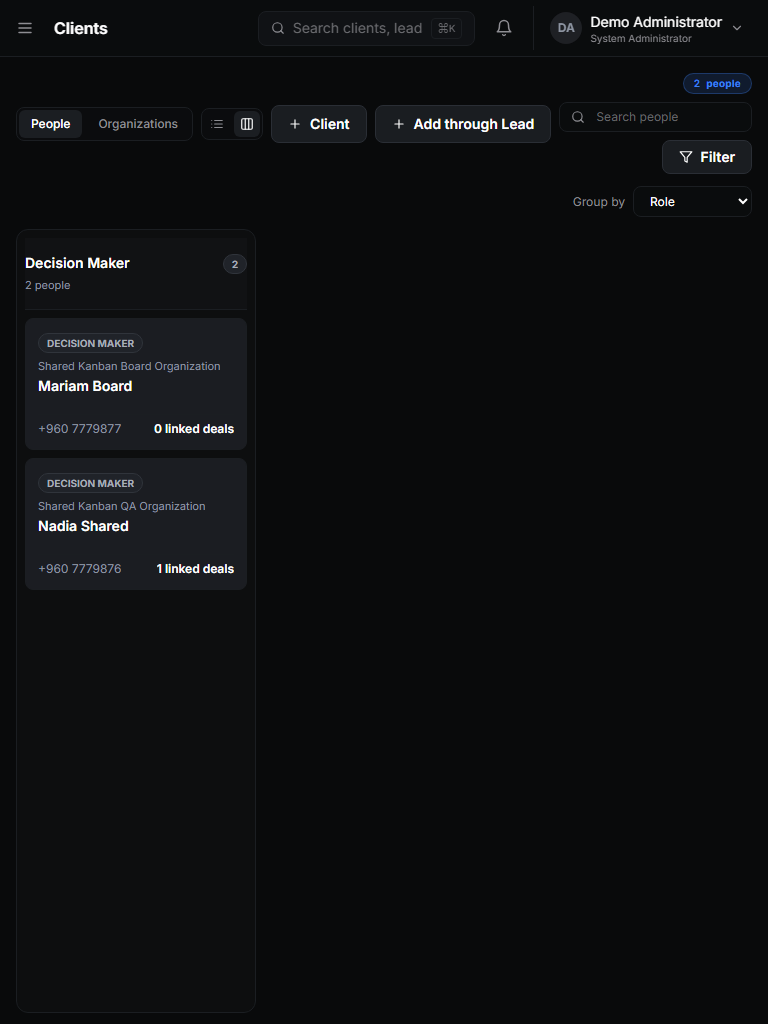 Clients
Search clients, lead
⌘K
DA
Demo Administrator
System Administrator
2 people
People
Organizations
+ Client
+ Add through Lead
Search people
Filter
Group by
Role
Decision Maker
2
2 people
DECISION MAKER
Shared Kanban Board Organization
Mariam Board
+960 7779877
0 linked deals
DECISION MAKER
Shared Kanban QA Organization
Nadia Shared
+960 7779876
1 linked deals